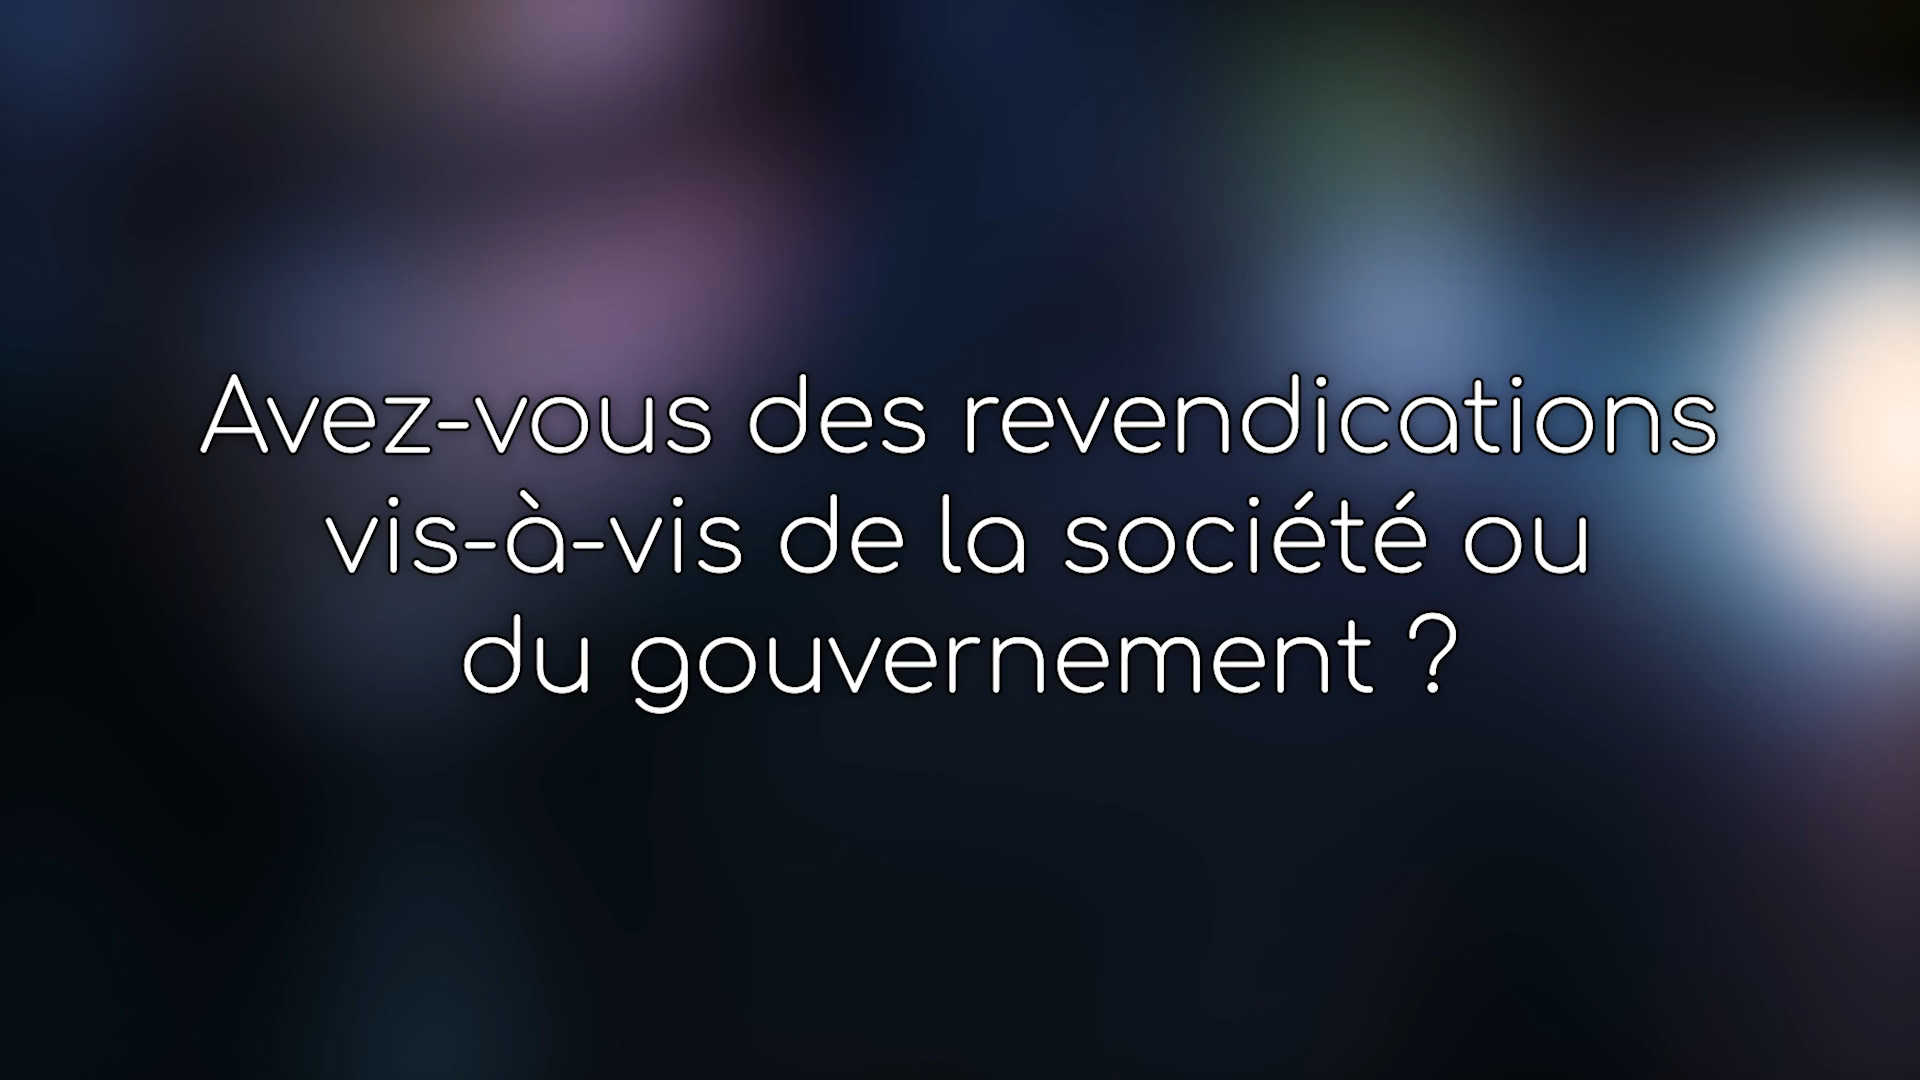 Avez-vous des revendications
vis-à-vis de la société ou
du gouvernement ?